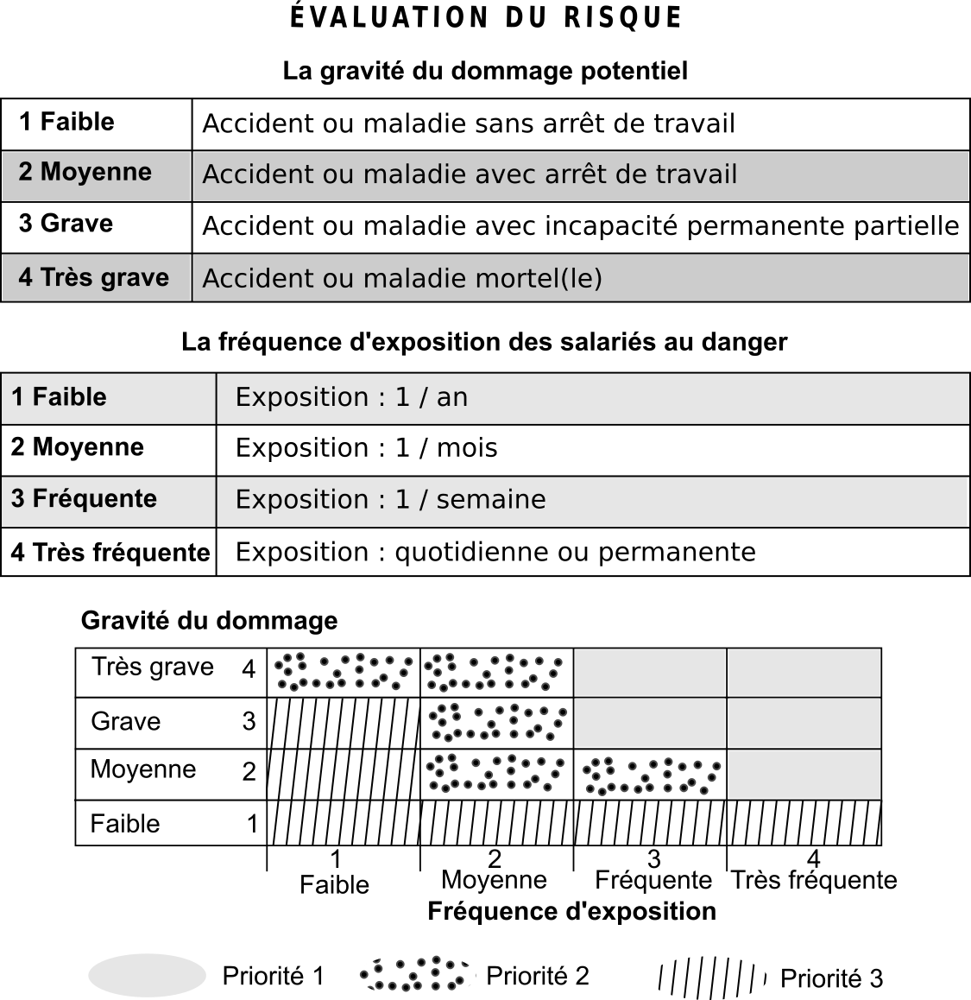 ÉVALUATION DU RISQUE
La gravité du dommage potentiel
1 Faible Accident ou maladie sans arrêt de travail
2 Moyenne Accident ou maladie avec arrêt de travail
3 Grave Accident ou maladie avec incapacité permanente partielle
4 Très grave Accident ou maladie mortel(le)
La fréquence d'exposition des salariés au danger
1 Faible Exposition : 1 / an
2 Moyenne Exposition : 1 / mois
3 Fréquente Exposition : 1 / semaine
4 Très fréquente Exposition : quotidienne ou permanente
Gravité du dommage
Très grave 4
Grave 3
Moyenne 2
Faible 1
1 2 3 4
Faible Moyenne Fréquente Très fréquente
Fréquence d'exposition
Priorité 1 Priorité 2 Priorité 3